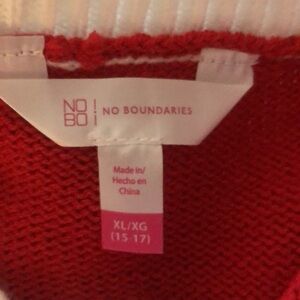 NO
BO
NO BOUNDARIES
Made in/
Hecho en
China
XL/XG
(15 17)